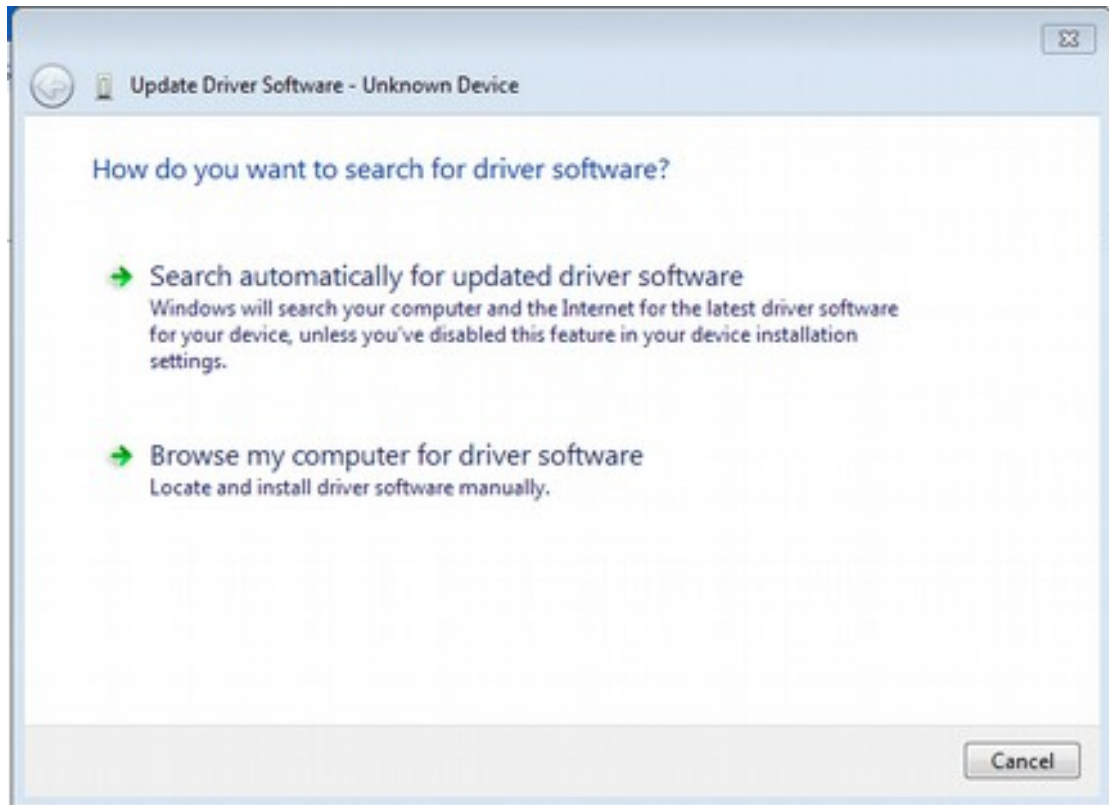 Update Driver Software - Unknown Device
How do you want to search for driver software?
Search automatically for updated driver software
Windows will search your computer and the Internet for the latest driver software
for your device, unless you've disabled this feature in your device installation
settings.
Browse my computer for driver software
Locate and install driver software manually.
Cancel